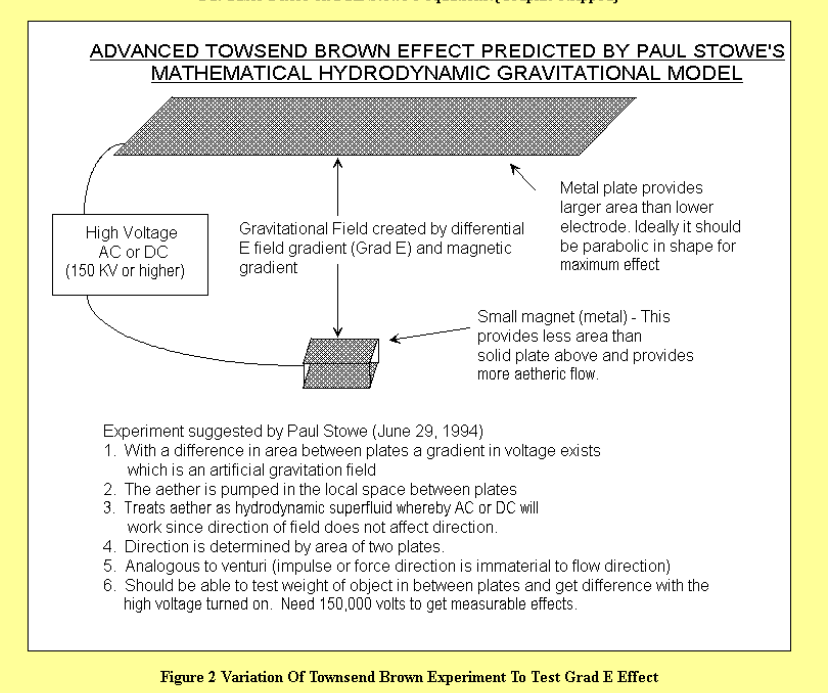 ADVANCED TOWSEND BROWN EFFECT PREDICTED BY PAUL STOWE'S
MATHEMATICAL HYDRODYNAMIC GRAVITATIONAL MODEL
Metal plate provides
larger area than lower
electrode. Ideally it should
be parabolic in shape for
maximum effect
High Voltage
AC or DC
(150 KV or higher)
Gravitational Field created by differential
E field gradient (Grad E) and magnetic
gradient
Small magnet (metal) - This
provides less area than
solid plate above and provides
more aetheric flow.
Experiment suggested by Paul Stowe (June 29, 1994)
1. With a difference in area between plates a gradient in voltage exists
which is an artificial gravitation field
2. The aether is pumped in the local space between plates
3. Treats aether as hydrodynamic superfluid whereby AC or DC will
work since direction of field does not affect direction.
4. Direction is determined by area of two plates.
5. Analogous to venturi (impulse or force direction is immaterial to flow direction)
6. Should be able to test weight of object in between plates and get difference with the
high voltage turned on. Need 150,000 volts to get measurable effects.
Figure 2 Variation Of Townsend Brown Experiment To Test Grad E Effect